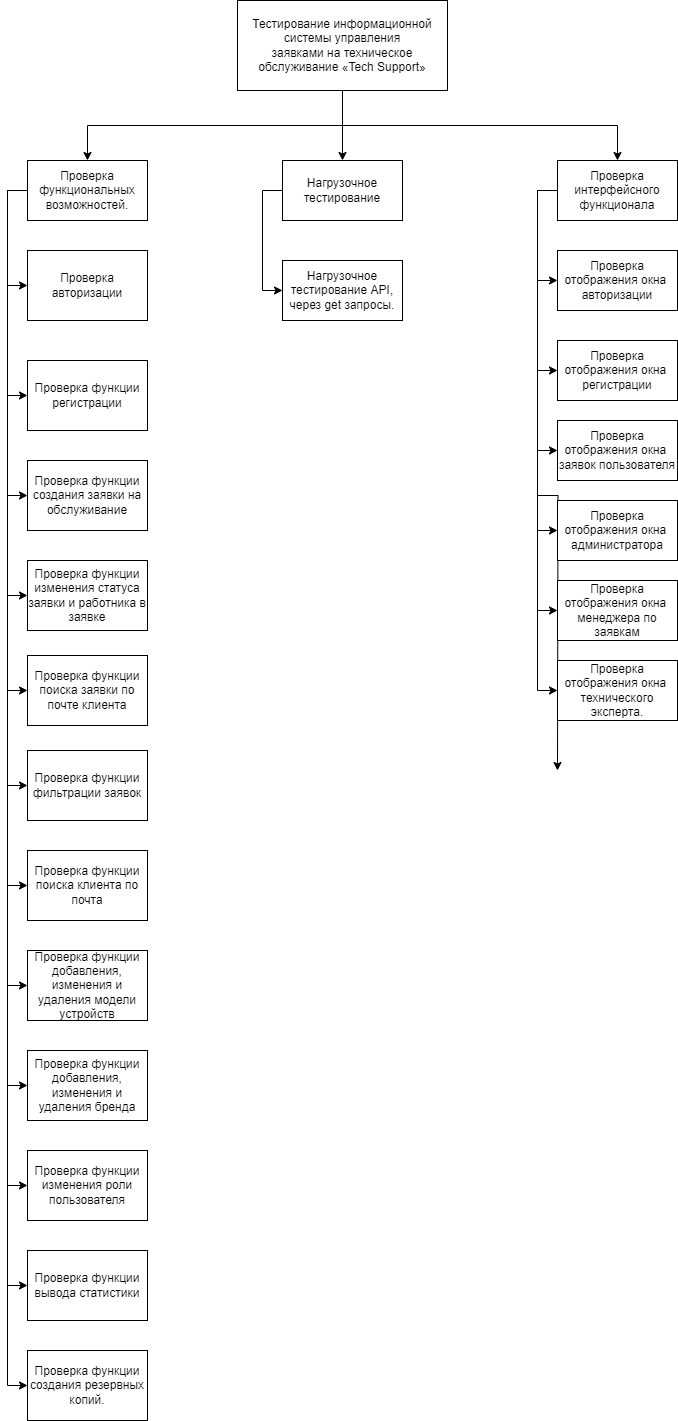 Тестирование информационной
системы управления
заявками на техническое
обслуживание «Tech Support»
Проверка
функциональных
возможностей.
Нагрузочное
тестирование
Проверка
интерфейсного
функционала
Проверка
авторизации
Нагрузочное
тестирование API,
через get запросы.
Проверка
отображения окна
авторизации
Проверка функции
регистрации
Проверка
отображения окна
регистрации
Проверка функции
создания заявки на
обслуживание
Проверка
отображения окна
заявок пользователя
Проверка функции
изменения статуса
заявки и работника в
заявке
Проверка
отображения окна
администратора
Проверка функции
поиска заявки по
почте клиента
Проверка
отображения окна
менеджера по
заявкам
Проверка функции
фильтрации заявок
Проверка
отображения окна
технического
эксперта.
Проверка функции
поиска клиента по
почта
Проверка функции
добавления,
изменения и
удаления модели
устройств
Проверка функции
добавления,
изменения и
удаления бренда
Проверка функции
изменения роли
пользователя
Проверка функции
вывода статистики
Проверка функции
создания резервных
копий.